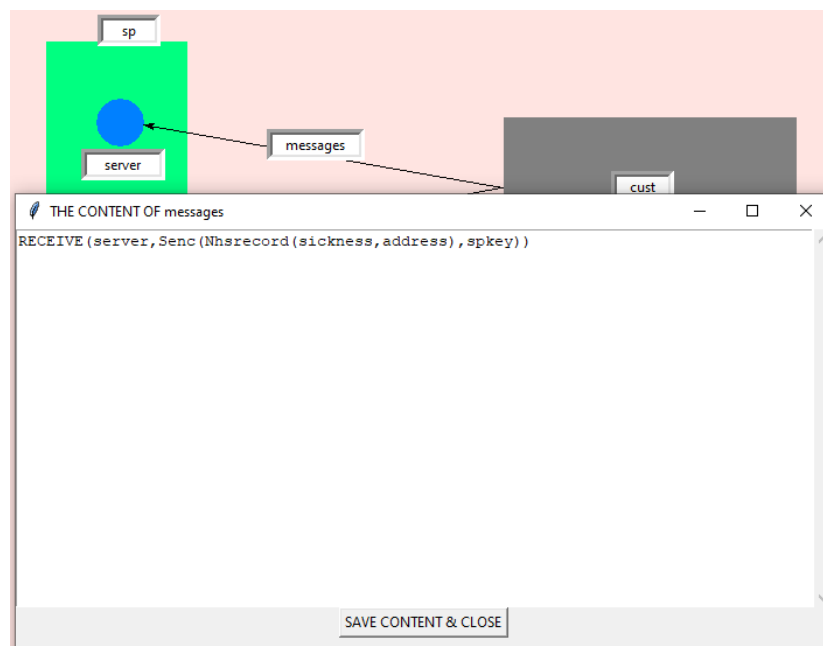 sp
messages
server
cust
THE CONTENT OF messages
RECEIVE(server,Senc(Nhsrecord(sickness,address),spkey))
SAVE CONTENT & CLOSE